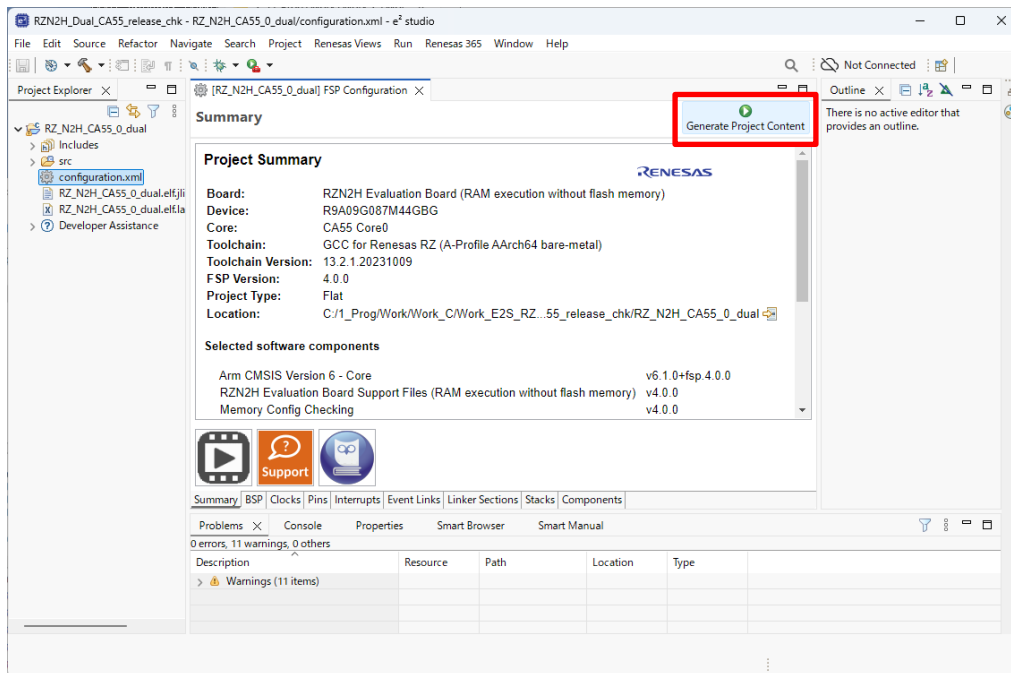 RZN2H_Dual_CA55_release_chk - RZ_N2H_CA55_0_dual/configuration.xml - e² studio
File Edit Source Refactor Navigate Search Project Renesas Views Run Renesas 365 Window Help
Not Connected
Project Explorer
[RZ_N2H_CA55_0_dual] FSP Configuration
Outline
RZ_N2H_CA55_0_dual
Includes
src
configuration.xml
RZ_N2H_CA55_0_dual.elf.jli
RZ_N2H_CA55_0_dual.elf.la
Developer Assistance
Summary
Generate Project Content
There is no active editor that
provides an outline.
Project Summary
RENESAS
Board: RZN2H Evaluation Board (RAM execution without flash memory)
Device: R9A09G087M44GBG
Core: CA55 Core0
Toolchain: GCC for Renesas RZ (A-Profile AArch64 bare-metal)
Toolchain Version: 13.2.1.20231009
FSP Version: 4.0.0
Project Type: Flat
Location: C:/1_Prog/Work/Work_C/Work_E2S_RZ...55_release_chk/RZ_N2H_CA55_0_dual
Selected software components
Arm CMSIS Version 6 - Core v6.1.0+fsp.4.0.0
RZN2H Evaluation Board Support Files (RAM execution without flash memory) v4.0.0
Memory Config Checking v4.0.0
Support
Summary BSP Clocks Pins Interrupts Event Links Linker Sections Stacks Components
Problems Console Properties Smart Browser Smart Manual
0 errors, 11 warnings, 0 others
Description Resource Path Location Type
Warnings (11 items)